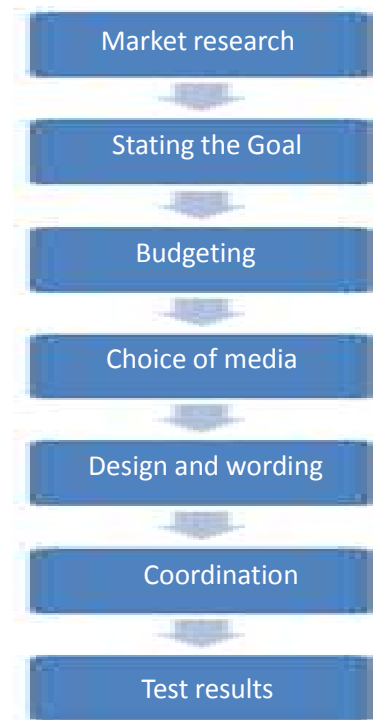 Market research
Stating the Goal
Budgeting
Choice of media
Design and wording
Coordination
Test results